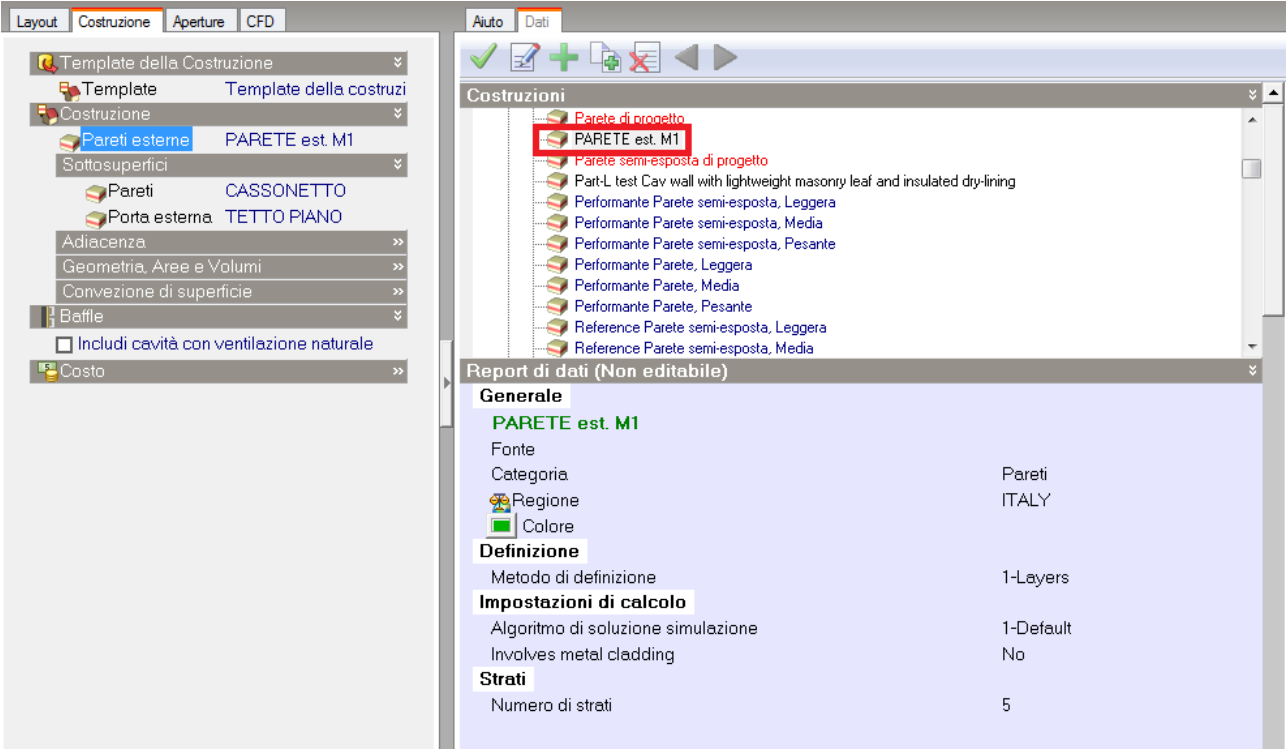 Layout Costruzione Aperture CFD
Template della Costruzione
Template Template della costruzi
Costruzione
Pareti esterne PARETE est. M1
Sottosuperfici
Pareti CASSONETTO
Porta esterna TETTO PIANO
Adiacenza
Geometria, Aree e Volumi
Convezione di superficie
Baffle
Includi cavità con ventilazione naturale
Costo
Aiuto Dati
Costruzioni
Parete di progetto
PARETE est. M1
Parete semi-esposta di progetto
Part-L test Cav wall with lightweight masonry leaf and insulated dry-lining
Performante Parete semi-esposta, Leggera
Performante Parete semi-esposta, Media
Performante Parete semi-esposta, Pesante
Performante Parete, Leggera
Performante Parete, Media
Performante Parete, Pesante
Reference Parete semi-esposta, Leggera
Reference Parete semi-esposta, Media
Report di dati (Non editabile)
Generale
PARETE est. M1
Fonte
Categoria Pareti
Regione ITALY
Colore
Definizione
Metodo di definizione 1-Layers
Impostazioni di calcolo
Algoritmo di soluzione simulazione 1-Default
Involves metal cladding No
Strati
Numero di strati 5